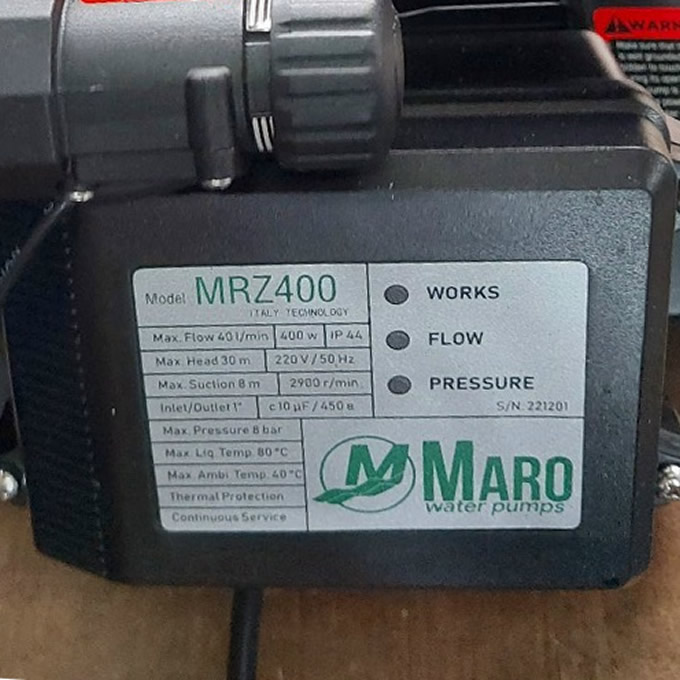 WARN
Model MRZ400
ITALY TECHNOLOGY
Max. Flow 40 l/min 400 w IP 44
Max. Head 30 m 220 V / 50 Hz
Max. Suction 8 m 2900 r/min.
Inlet/Outlet 1" c 10 µF / 450 в
Max. Pressure 8 bar
Max. Liq. Temp. 80 °C
Max. Ambi Temp. 40 °C
Thermal Protection
Continuous Service
WORKS
FLOW
PRESSURE
S/N: 221201
M MARO
water pumps